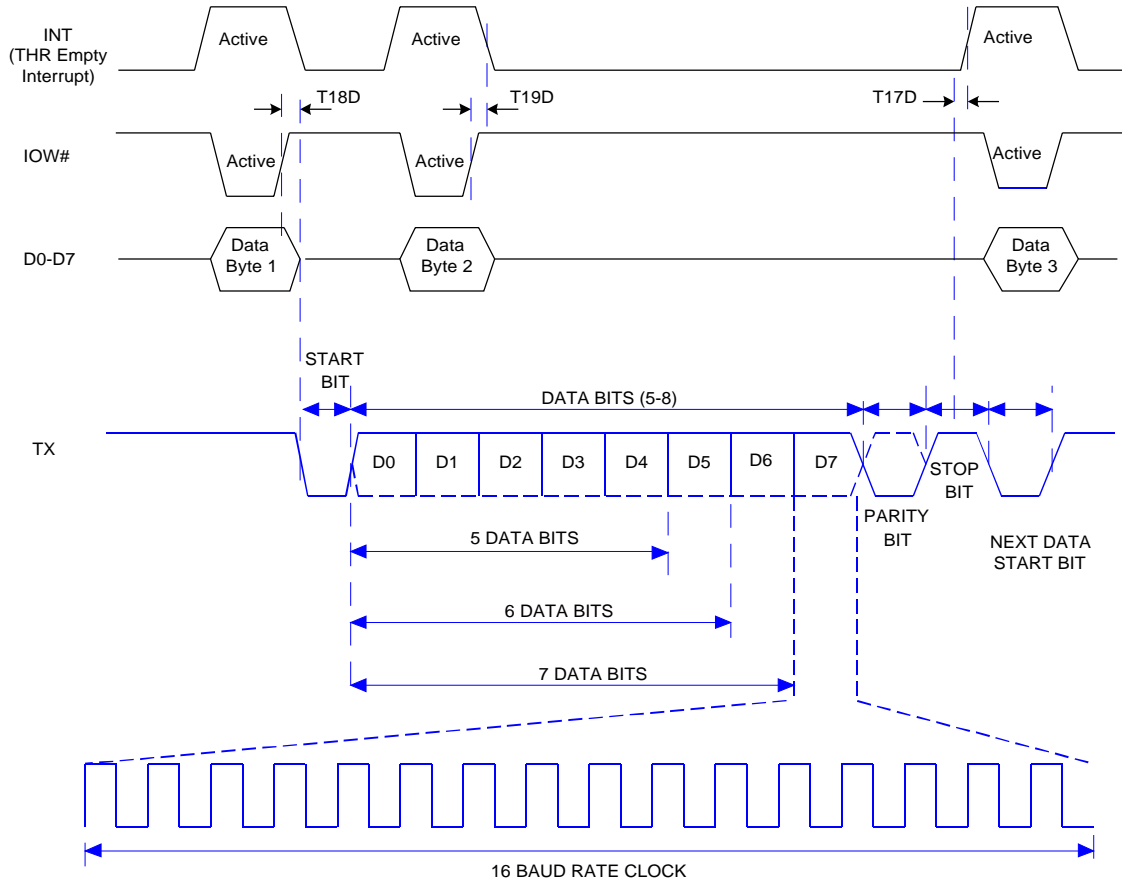 INT
(THR Empty
Interrupt)
Active
Active
Active
T18D
T19D
T17D
IOW#
Active
Active
Active
D0-D7
Data
Byte 1
Data
Byte 2
Data
Byte 3
START
BIT
DATA BITS (5-8)
TX
D0
D1
D2
D3
D4
D5
D6
D7
STOP
BIT
PARITY
BIT
NEXT DATA
START BIT
5 DATA BITS
6 DATA BITS
7 DATA BITS
16 BAUD RATE CLOCK